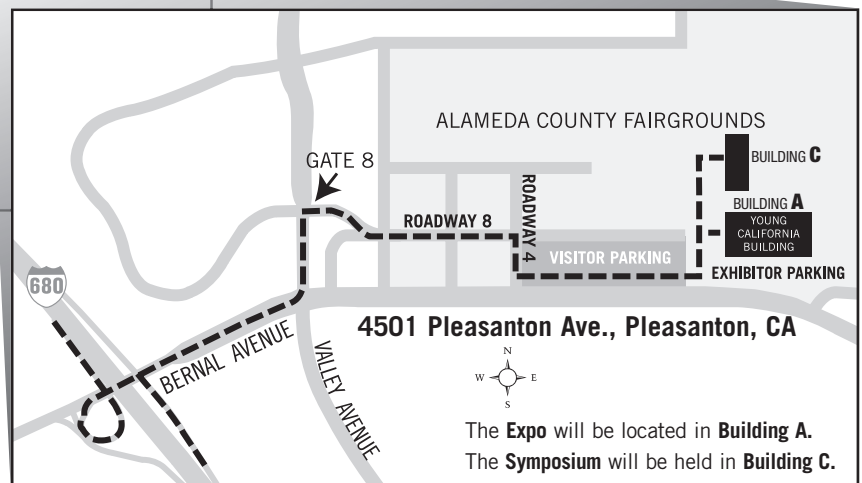 ALAMEDA COUNTY FAIRGROUNDS
BUILDING C
GATE 8
ROADWAY 4
BUILDING A
YOUNG
CALIFORNIA
BUILDING
ROADWAY 8
VISITOR PARKING
EXHIBITOR PARKING
680
4501 Pleasanton Ave., Pleasanton, CA
BERNAL AVENUE
VALLEY AVENUE
N
W E
S
The Expo will be located in Building A.
The Symposium will be held in Building C.